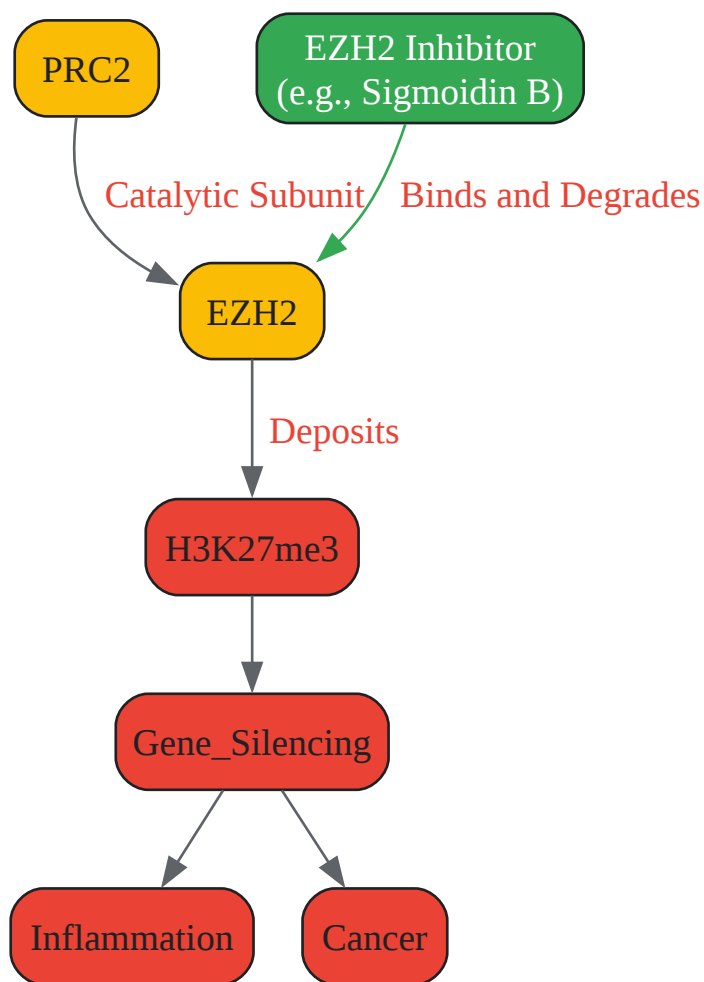 PRC2
EZH2 Inhibitor
(e.g., Sigmoidin B)
Catalytic Subunit
Binds and Degrades
EZH2
Deposits
H3K27me3
Gene_Silencing
Inflammation
Cancer